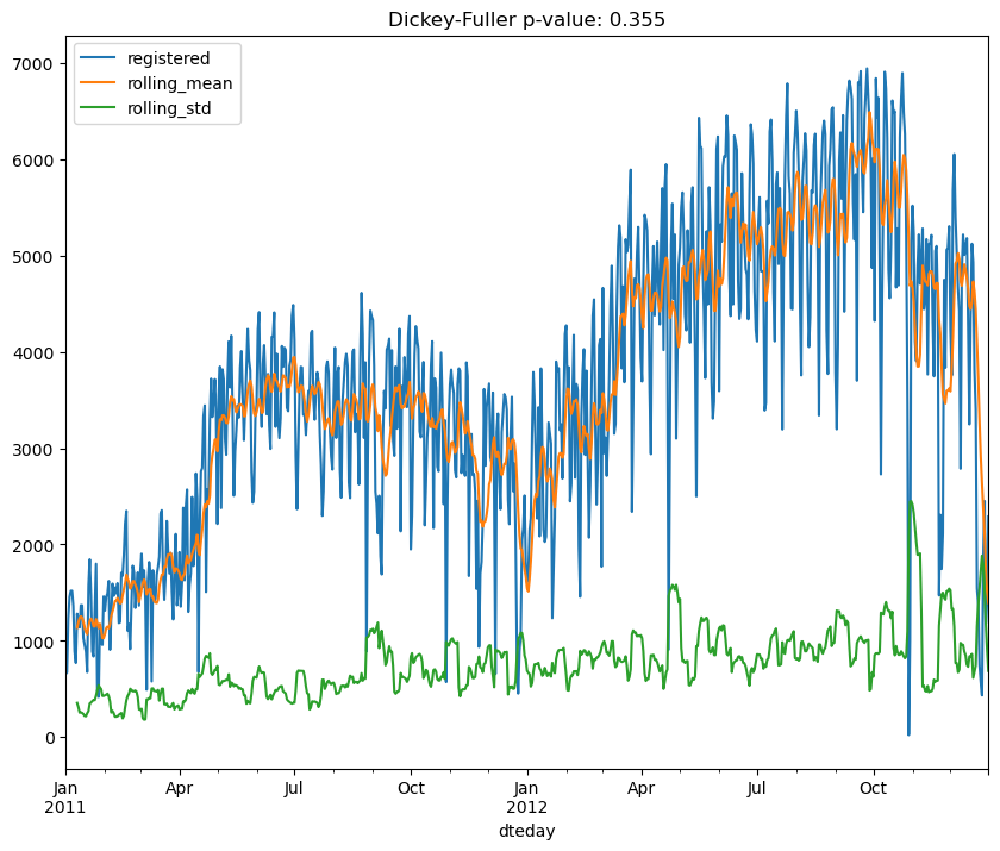 Dickey-Fuller p-value: 0.355
registered
rolling_mean
rolling_std
7000
6000
5000
4000
3000
2000
1000
0
Jan Apr Jul Oct Jan Apr Jul Oct
2011 2012
dteday